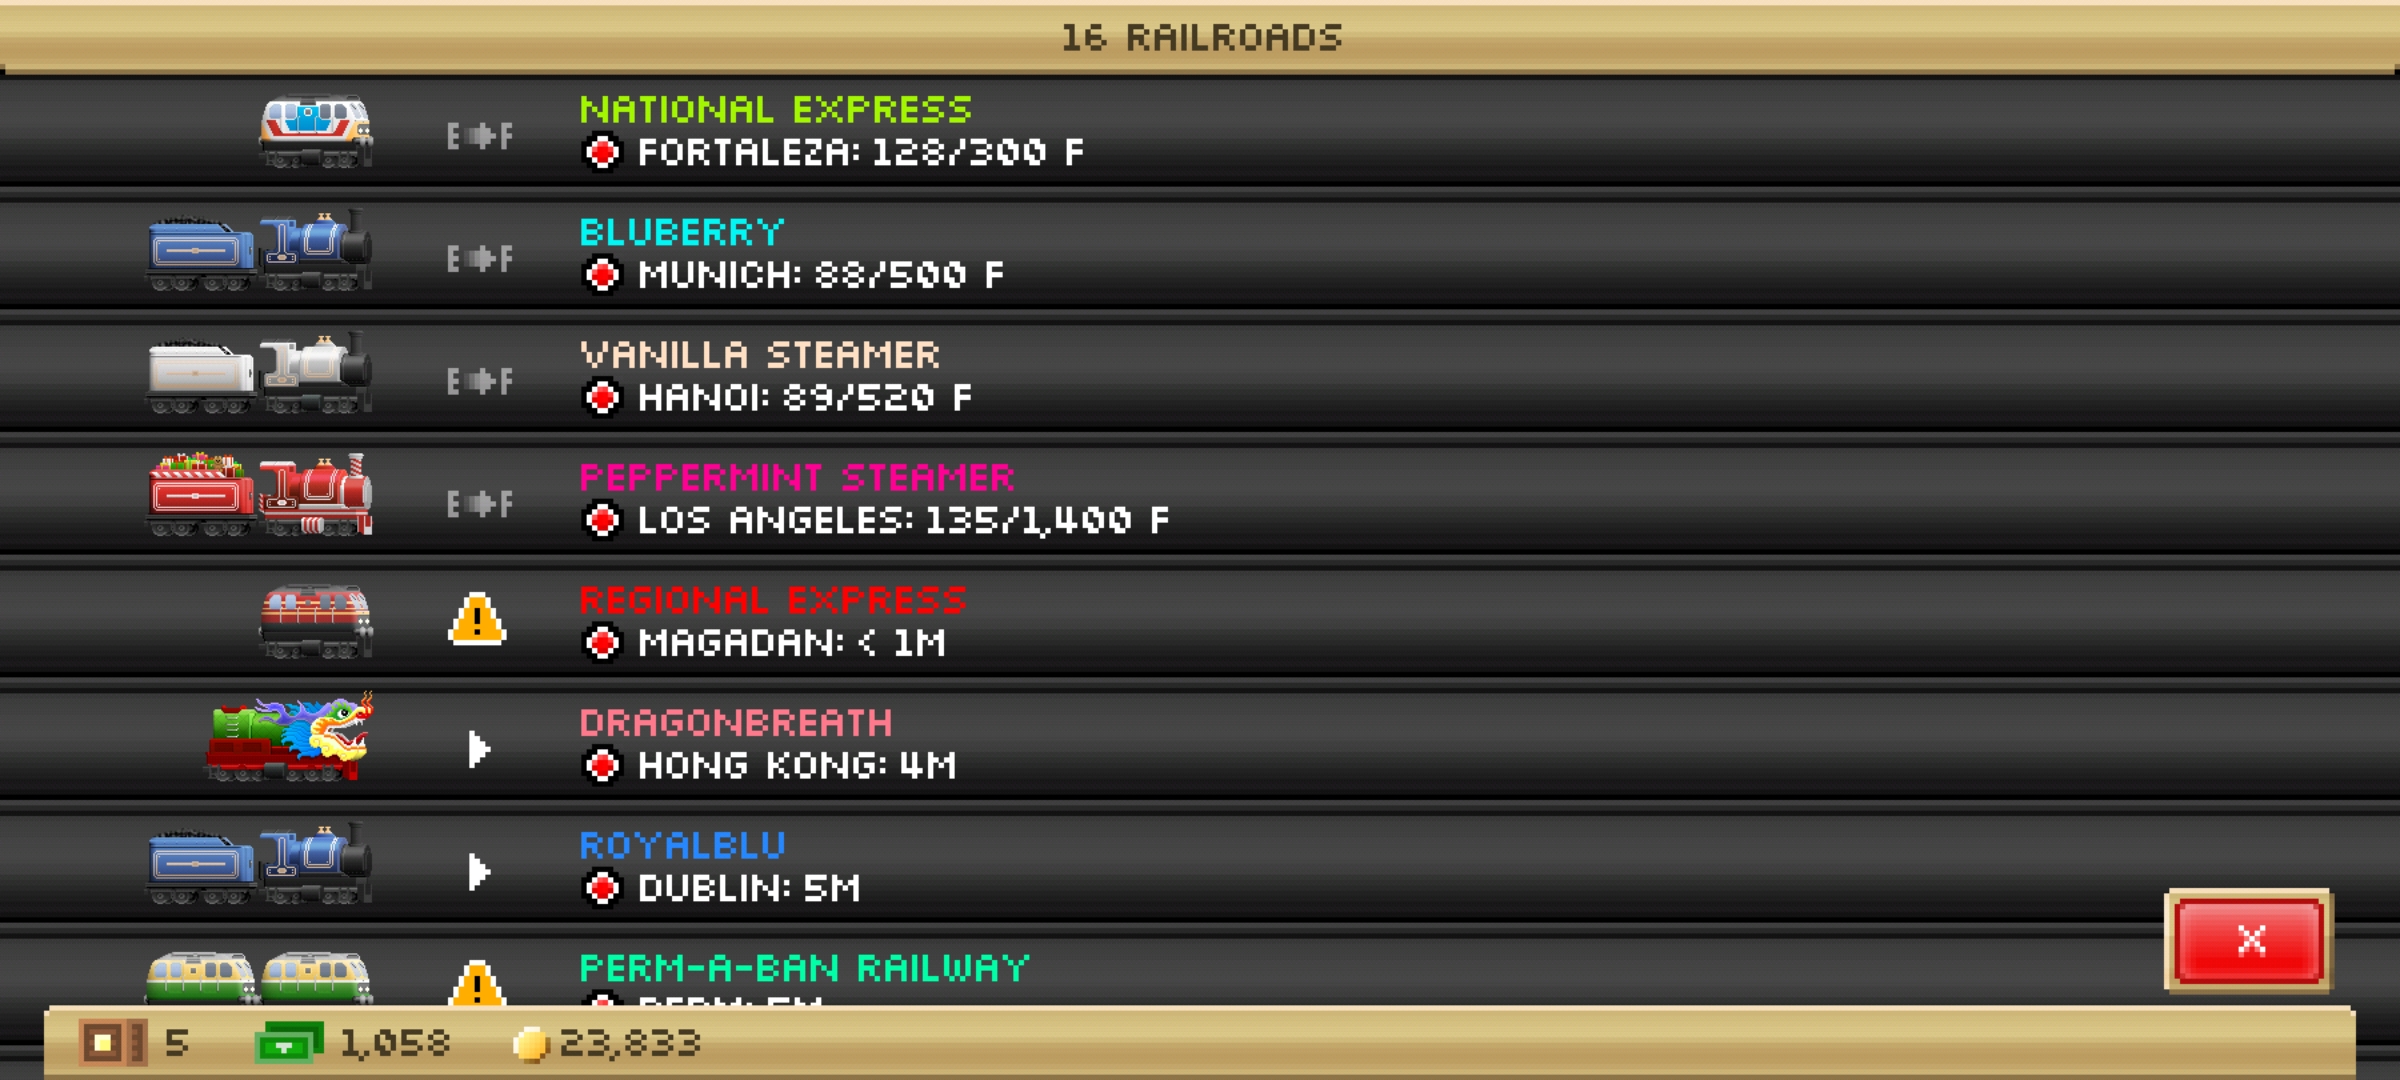 16 RAILROADS
E F
NATIONAL EXPRESS
FORTALEZA: 128/300 F
E F
BLUBERRY
MUNICH: 88/500 F
E F
VANILLA STEAMER
HANOI: 89/520 F
E F
PEPPERMINT STEAMER
LOS ANGELES: 135/1,400 F
REGIONAL EXPRESS
MAGADAN: < 1M
DRAGONBREATH
HONG KONG: 4M
ROYALBLU
DUBLIN: 5M
PERM-A-BAN RAILWAY
X
5 1,058 23,833